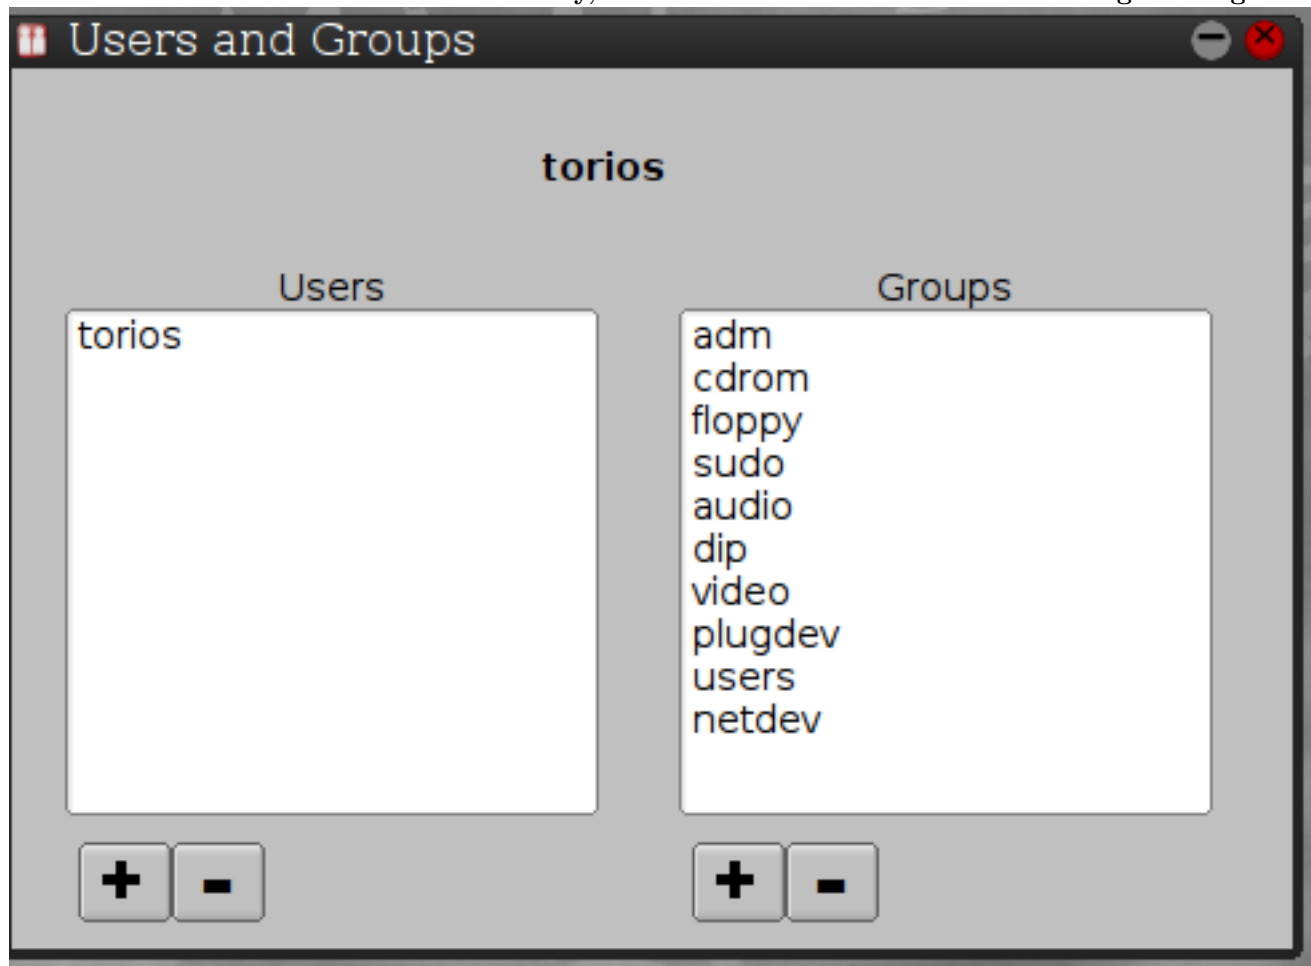 Users and Groups
torios
Users
torios
+ -
Groups
adm
cdrom
floppy
sudo
audio
dip
video
plugdev
users
netdev
+ -